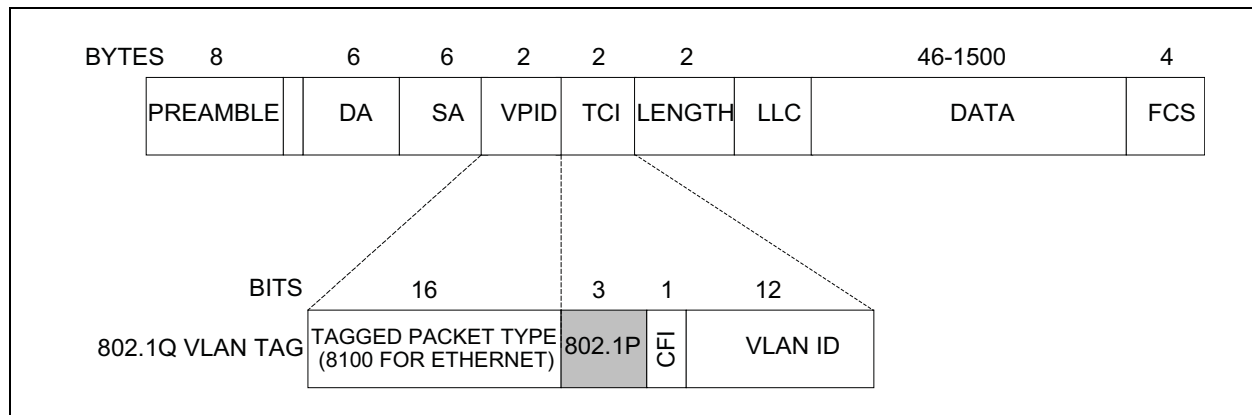 BYTES 8 6 6 2 2 2 46-1500 4
PREAMBLE DA SA VPID TCI LENGTH LLC DATA FCS
BITS 16 3 1 12
802.1Q VLAN TAG
TAGGED PACKET TYPE
(8100 FOR ETHERNET)
802.1P
CFI
VLAN ID